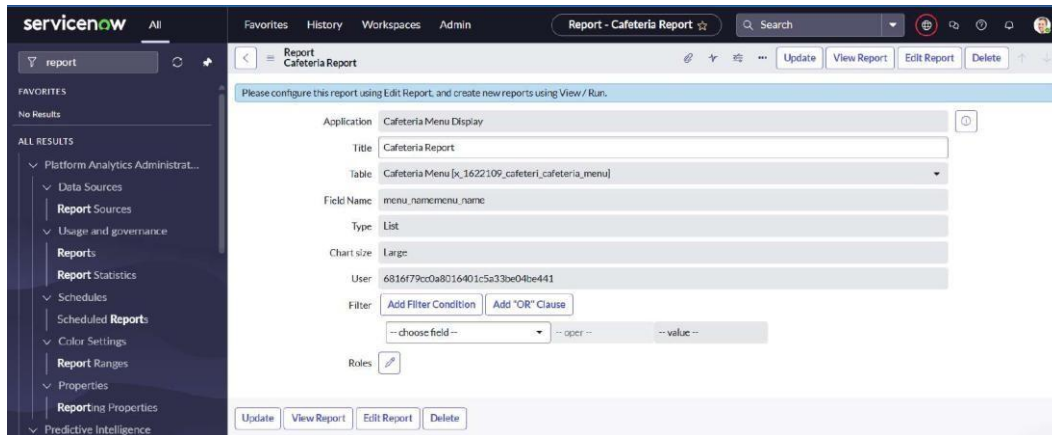 servicenow All Favorites History Workspaces Admin Report - Cafeteria Report Search
report
Report
Cafeteria Report
Update View Report Edit Report Delete
FAVORITES
No Results
ALL RESULTS
Platform Analytics Administrat...
Data Sources
Report Sources
Usage and governance
Reports
Report Statistics
Schedules
Scheduled Reports
Color Settings
Report Ranges
Properties
Reporting Properties
Predictive Intelligence
Please configure this report using Edit Report, and create new reports using View / Run.
Application Cafeteria Menu Display
Title Cafeteria Report
Table Cafeteria Menu [x_1622109_cafeteri_cafeteria_menu]
Field Name menu_namemenu_name
Type List
Chart size Large
User 6816f79cc0a8016401c5a33be04be441
Filter Add Filter Condition Add "OR" Clause
-- choose field -- -- oper -- -- value --
Roles
Update View Report Edit Report Delete